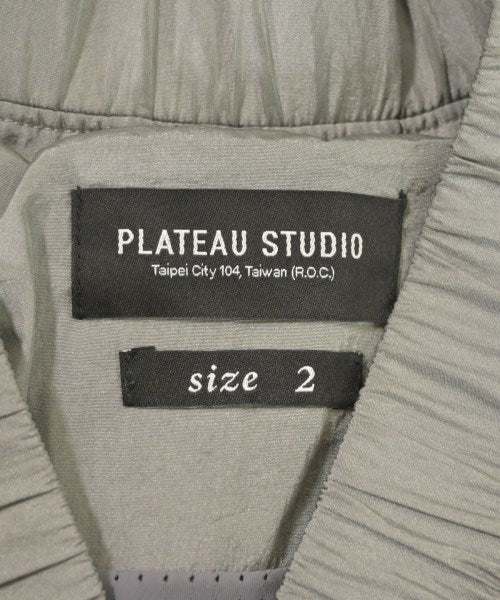 PLATEAU STUDIO
Taipei City 104, Taiwan (R.O.C.)
size 2